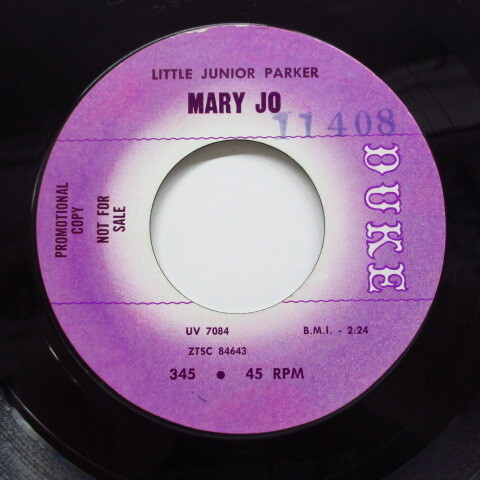 LITTLE JUNIOR PARKER
MARY JO
11408
DUKE
PROMOTIONAL
COPY
NOT FOR
SALE
UV 7084
B.M.I. - 2:24
ZTSC 84643
345 • 45 RPM